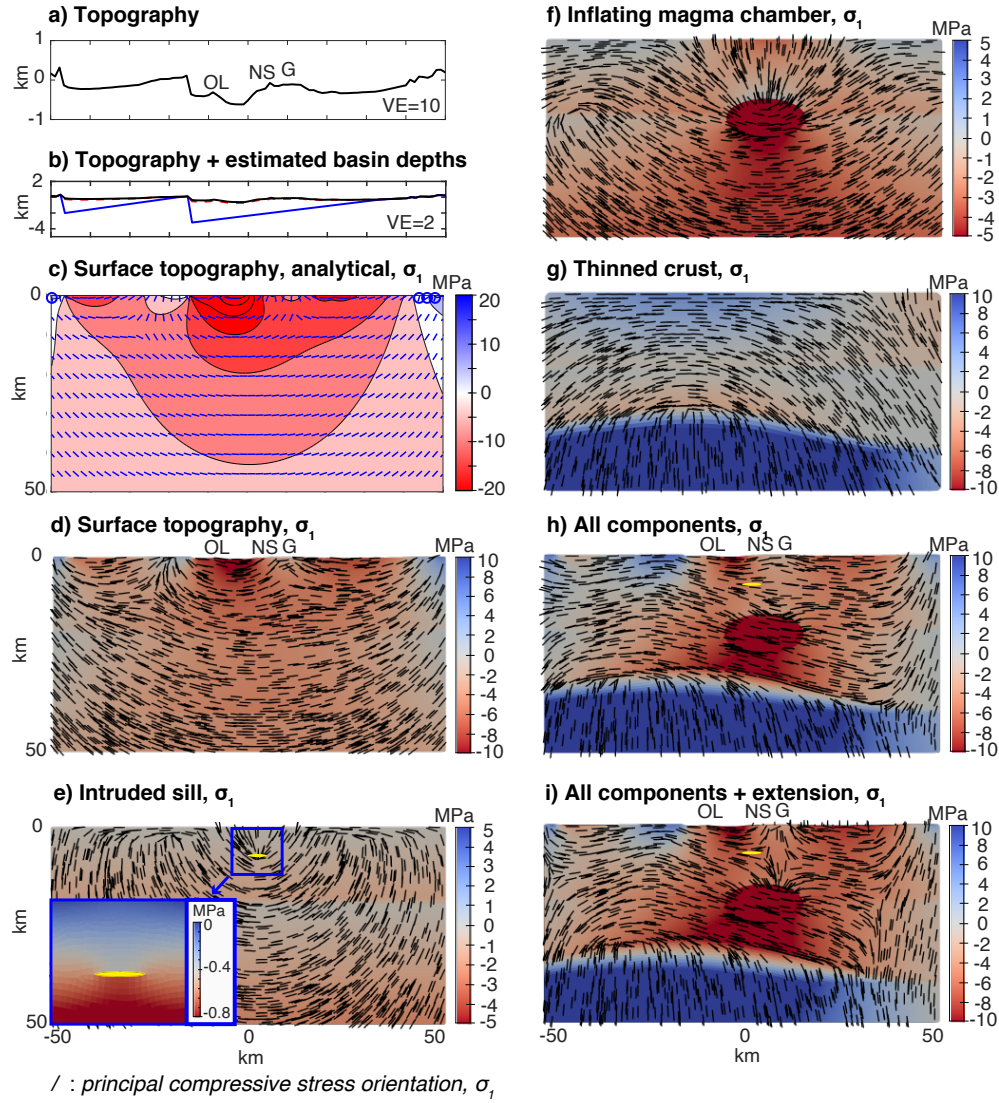 a) Topography
1
km
0
-1
OL
NS
G
VE=10
b) Topography + estimated basin depths
2
km
-4
VE=2
c) Surface topography, analytical, σ1
MPa
0
km
50
20
10
0
-10
-20
d) Surface topography, σ1
OL
NS G
MPa
0
km
50
10
8
6
4
2
0
-2
-4
-6
-8
-10
e) Intruded sill, σ1
MPa
0
km
50
5
4
3
2
1
0
-1
-2
-3
-4
-5
MPa
0
-0.4
-0.8
-50
0
50
km
/ : principal compressive stress orientation, σ1
f) Inflating magma chamber, σ1
MPa
5
4
3
2
1
0
-1
-2
-3
-4
-5
g) Thinned crust, σ1
MPa
10
8
6
4
2
0
-2
-4
-6
-8
-10
h) All components, σ1
OL
NS G
MPa
10
8
6
4
2
0
-2
-4
-6
-8
-10
i) All components + extension, σ1
OL
NS G
MPa
10
8
6
4
2
0
-2
-4
-6
-8
-10
-50
0
50
km